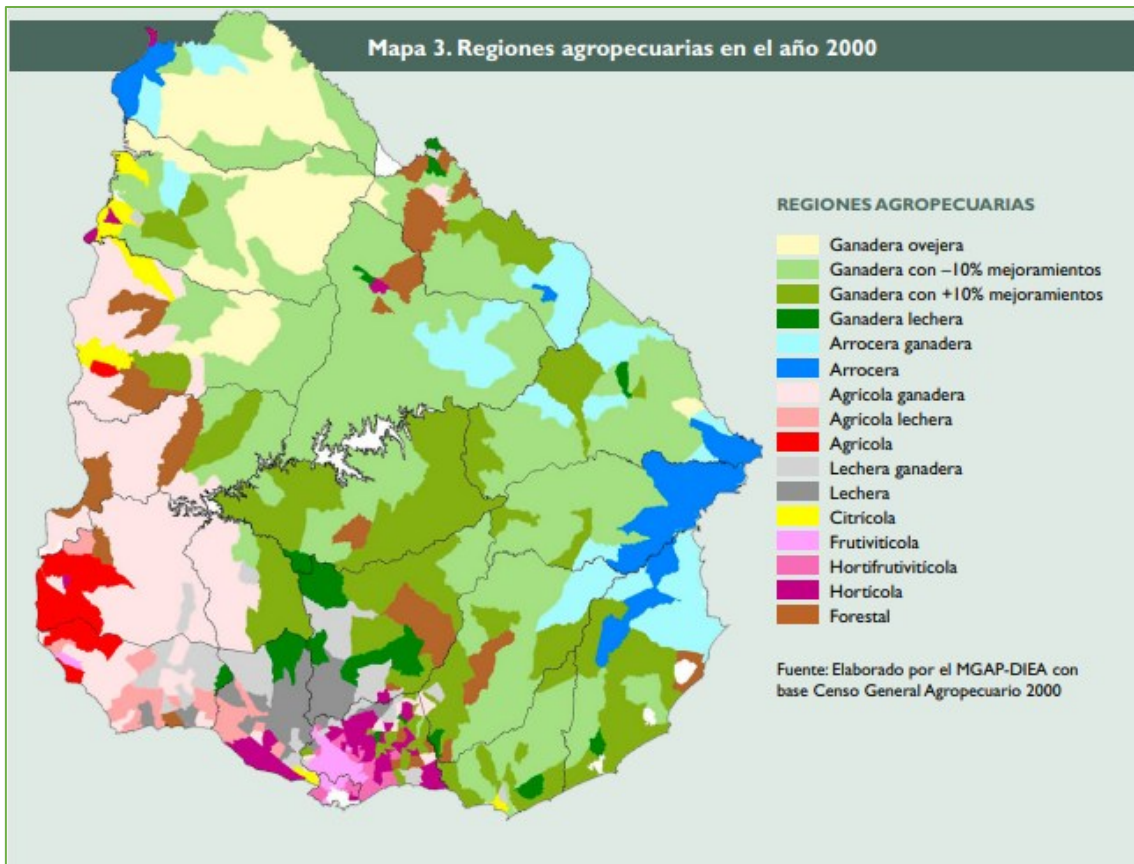 Mapa 3. Regiones agropecuarias en el año 2000
REGIONES AGROPECUARIAS
Ganadera ovejera
Ganadera con –10% mejoramientos
Ganadera con +10% mejoramientos
Ganadera lechera
Arrocera ganadera
Arrocera
Agrícola ganadera
Agrícola lechera
Agrícola
Lechera ganadera
Lechera
Citrícola
Frutivitícola
Hortifrutivitícola
Hortícola
Forestal
Fuente: Elaborado por el MGAP-DIEA con
base Censo General Agropecuario 2000